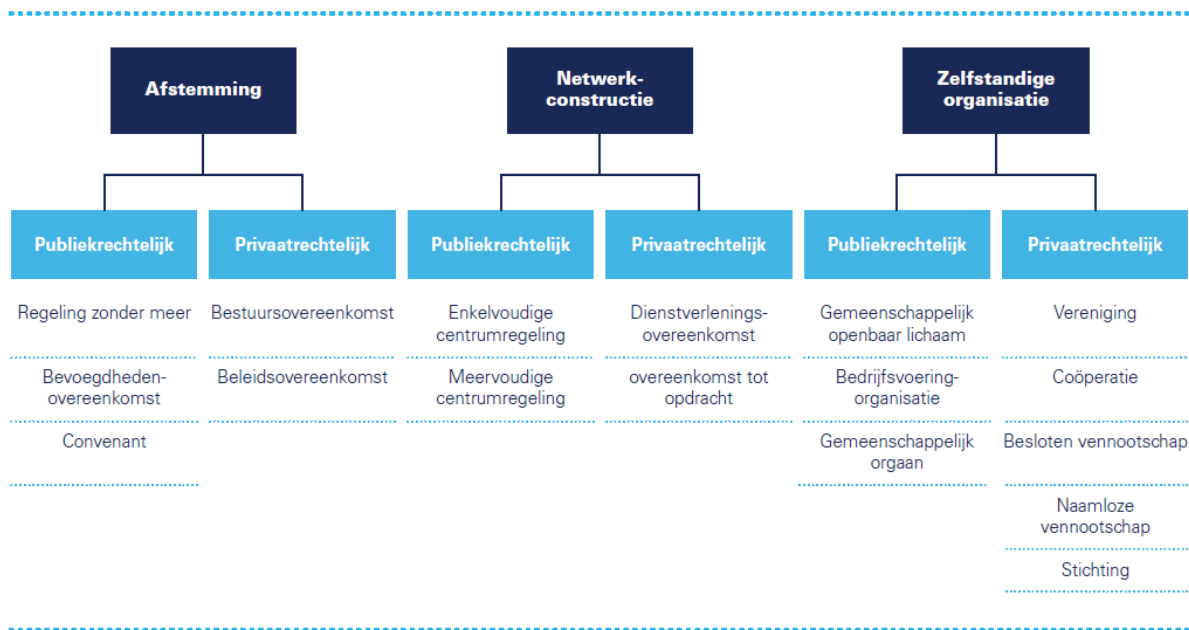 Afstemming
Netwerk-
constructie
Zelfstandige
organisatie
Publiekrechtelijk
Privaatrechtelijk
Publiekrechtelijk
Privaatrechtelijk
Publiekrechtelijk
Privaatrechtelijk
Regeling zonder meer
Bevoegdheden-
overeenkomst
Convenant
Bestuursovereenkomst
Beleidsovereenkomst
Enkelvoudige
centrumregeling
Meervoudige
centrumregeling
Dienstverlenings-
overeenkomst
overeenkomst tot
opdracht
Gemeenschappelijk
openbaar lichaam
Bedrijfsvoering-
organisatie
Gemeenschappelijk
orgaan
Vereniging
Coöperatie
Besloten vennootschap
Naamloze
vennootschap
Stichting